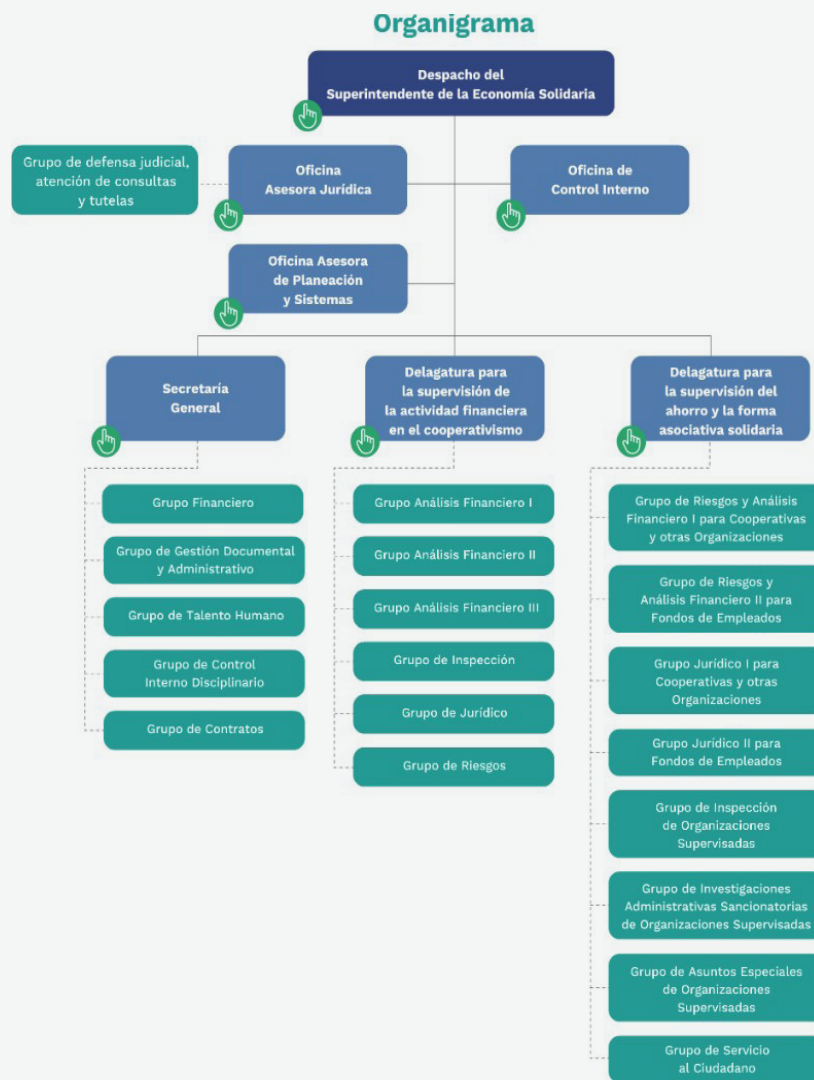 Organigrama
Despacho del
Superintendente de la Economía Solidaria
Grupo de defensa judicial,
atención de consultas
y tutelas
Oficina
Asesora Jurídica
Oficina de
Control Interno
Oficina Asesora
de Planeación
y Sistemas
Secretaría
General
Delagatura para
la supervisión de
la actividad financiera
en el cooperativismo
Delagatura para
la supervisión del
ahorro y la forma
asociativa solidaria
Grupo Financiero
Grupo de Gestión Documental
y Administrativo
Grupo de Talento Humano
Grupo de Control
Interno Disciplinario
Grupo de Contratos
Grupo Análisis Financiero I
Grupo Análisis Financiero II
Grupo Análisis Financiero III
Grupo de Inspección
Grupo de Jurídico
Grupo de Riesgos
Grupo de Riesgos y Análisis
Financiero I para Cooperativas
y otras Organizaciones
Grupo de Riesgos y
Análisis Financiero II para
Fondos de Empleados
Grupo Jurídico I para
Cooperativas y otras
Organizaciones
Grupo Jurídico II para
Fondos de Empleados
Grupo de Inspección
de Organizaciones
Supervisadas
Grupo de Investigaciones
Administrativas Sancionatorias
de Organizaciones Supervisadas
Grupo de Asuntos Especiales
de Organizaciones
Supervisadas
Grupo de Servicio
al Ciudadano